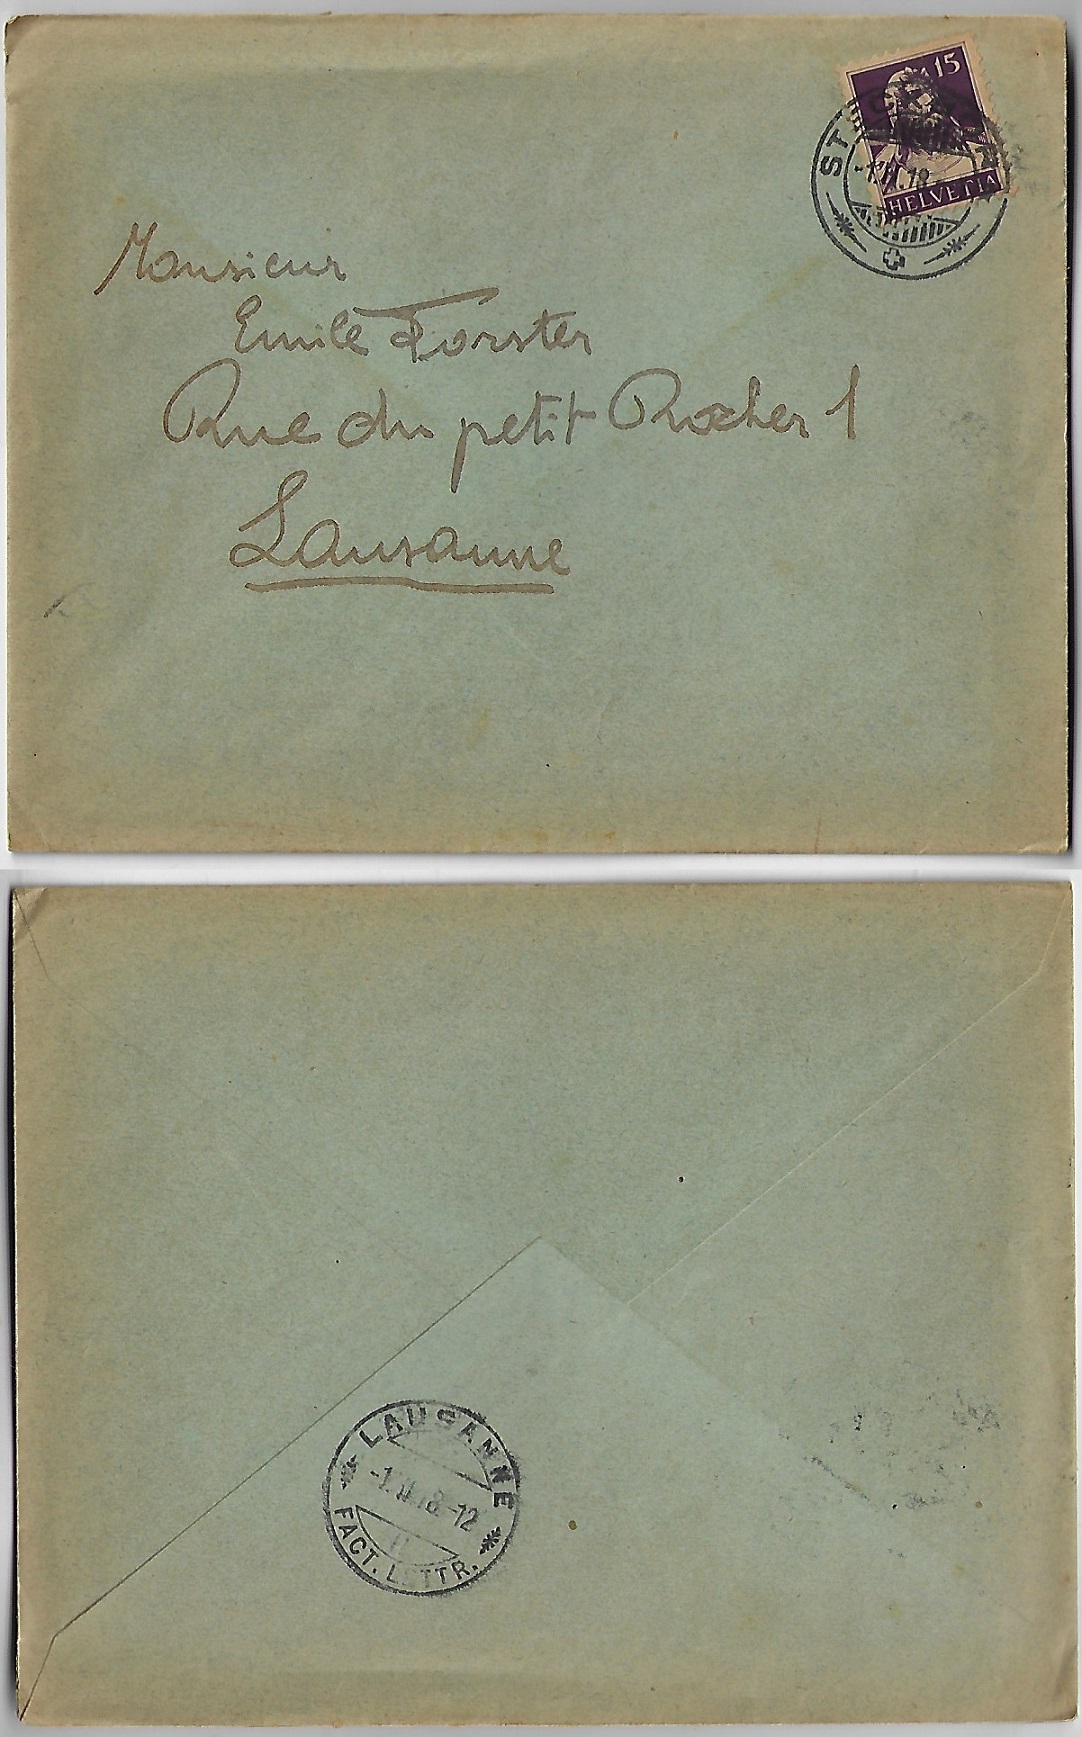 15
HELVETIA
Monsieur
Emile Forster
Rue du petit Rocher 1
Lausanne
LAUSANNE
-1.II.18.-12
FACT. LETTR.